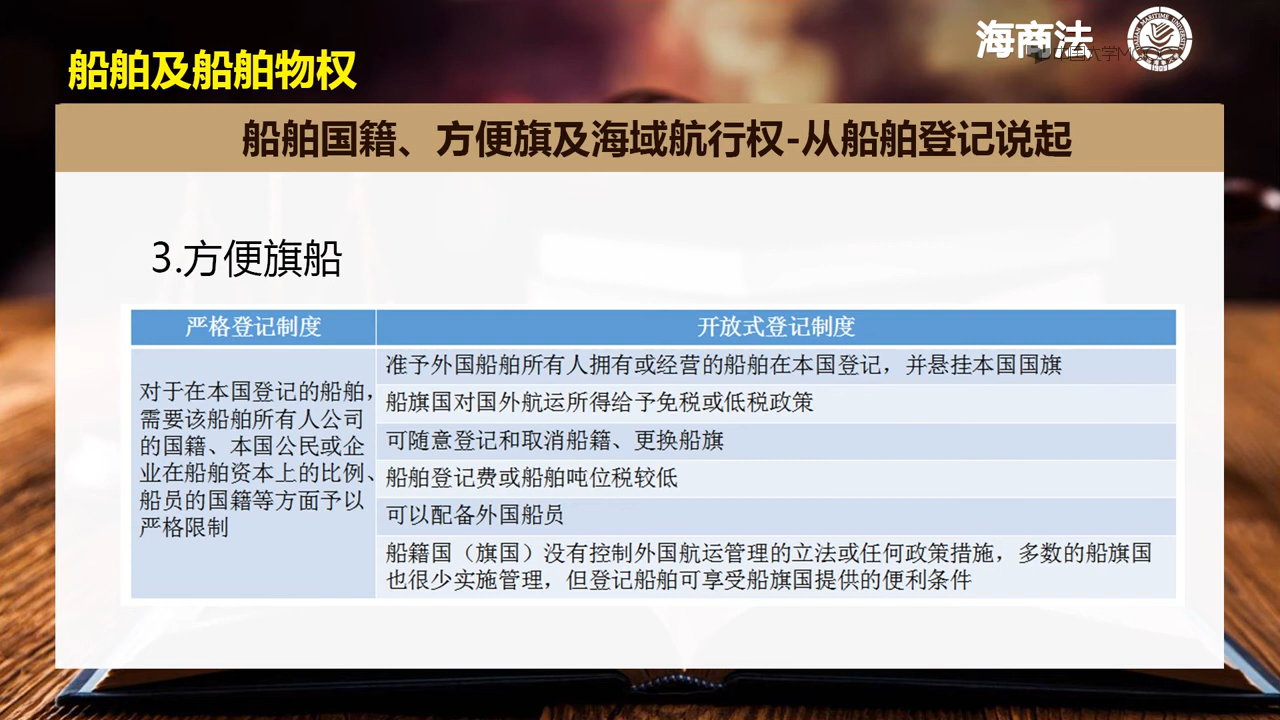 海商法
中国大学MOOC
船舶及船舶物权
船舶国籍、方便旗及海域航行权-从船舶登记说起
3.方便旗船
严格登记制度
开放式登记制度
对于在本国登记的船舶，
需要该船舶所有人公司
的国籍、本国公民或企
业在船舶资本上的比例、
船员的国籍等方面予以
严格限制
准予外国船舶所有人拥有或经营的船舶在本国登记，并悬挂本国国旗
船旗国对国外航运所得给予免税或低税政策
可随意登记和取消船籍、更换船旗
船舶登记费或船舶吨位税较低
可以配备外国船员
船籍国（旗国）没有控制外国航运管理的立法或任何政策措施，多数的船旗国
也很少实施管理，但登记船舶可享受船旗国提供的便利条件